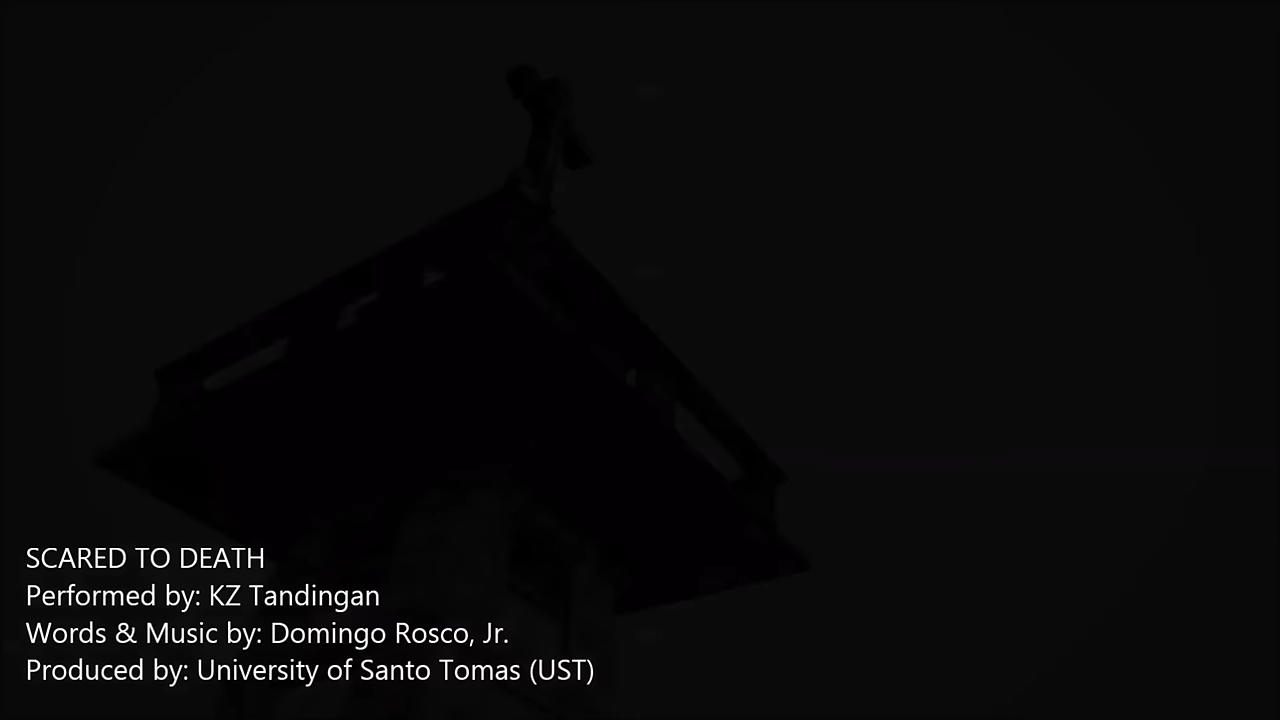 SCARED TO DEATH
Performed by: KZ Tandingan
Words & Music by: Domingo Rosco, Jr.
Produced by: University of Santo Tomas (UST)